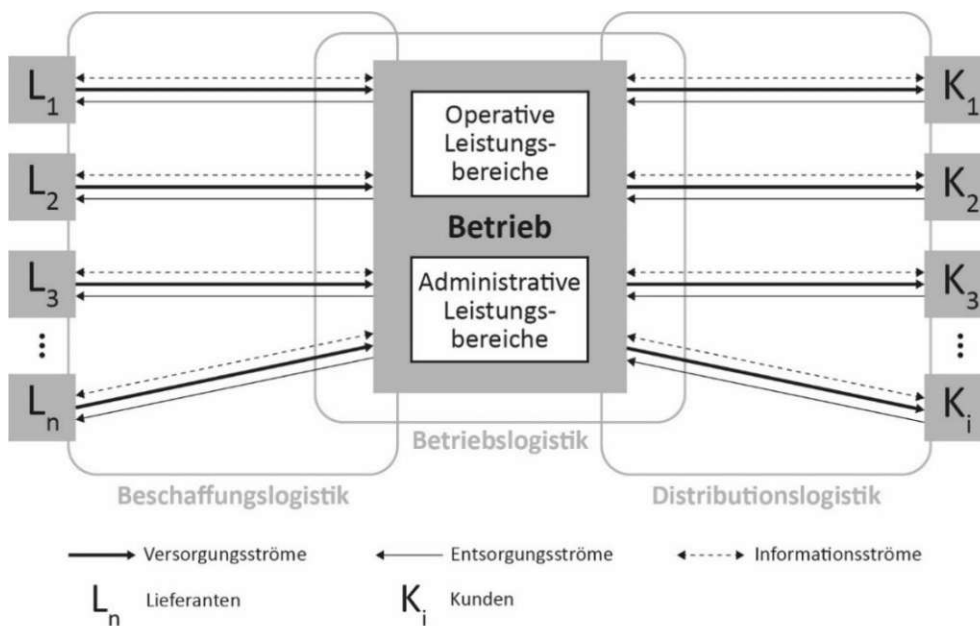 L1
K1
Operative
Leistungs-
bereiche
L2
K2
Betrieb
L3
Administrative
Leistungs-
bereiche
K3
...
...
Ln
Ki
Betriebslogistik
Beschaffungslogistik
Distributionslogistik
Versorgungsströme
Entsorgungsströme
Informationsströme
Ln Lieferanten
Ki Kunden